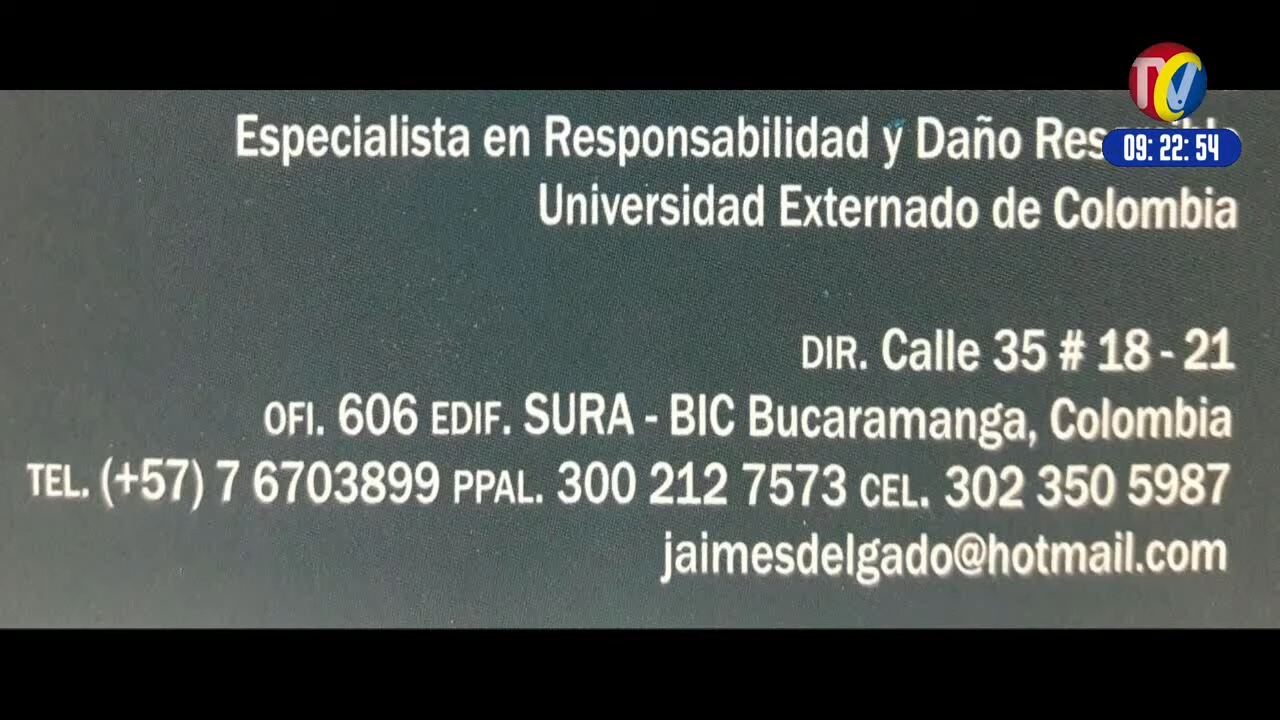 TVC
09: 22: 54
Especialista en Responsabilidad y Daño
Universidad Externado de Colombia
DIR. Calle 35 # 18 - 21
OFI. 606 EDIF. SURA - BIC Bucaramanga, Colombia
TEL. (+57) 7 6703899 PPAL. 300 212 7573 CEL. 302 350 5987
jaimesdelgado@hotmail.com